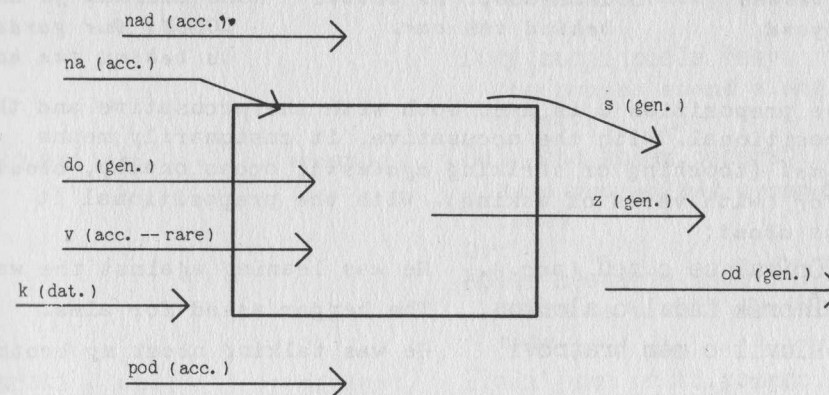 nad (acc.)
na (acc.)
s (gen.)
do (gen.)
z (gen.)
v (acc. -- rare)
od (gen.)
k (dat.)
pod (acc.)